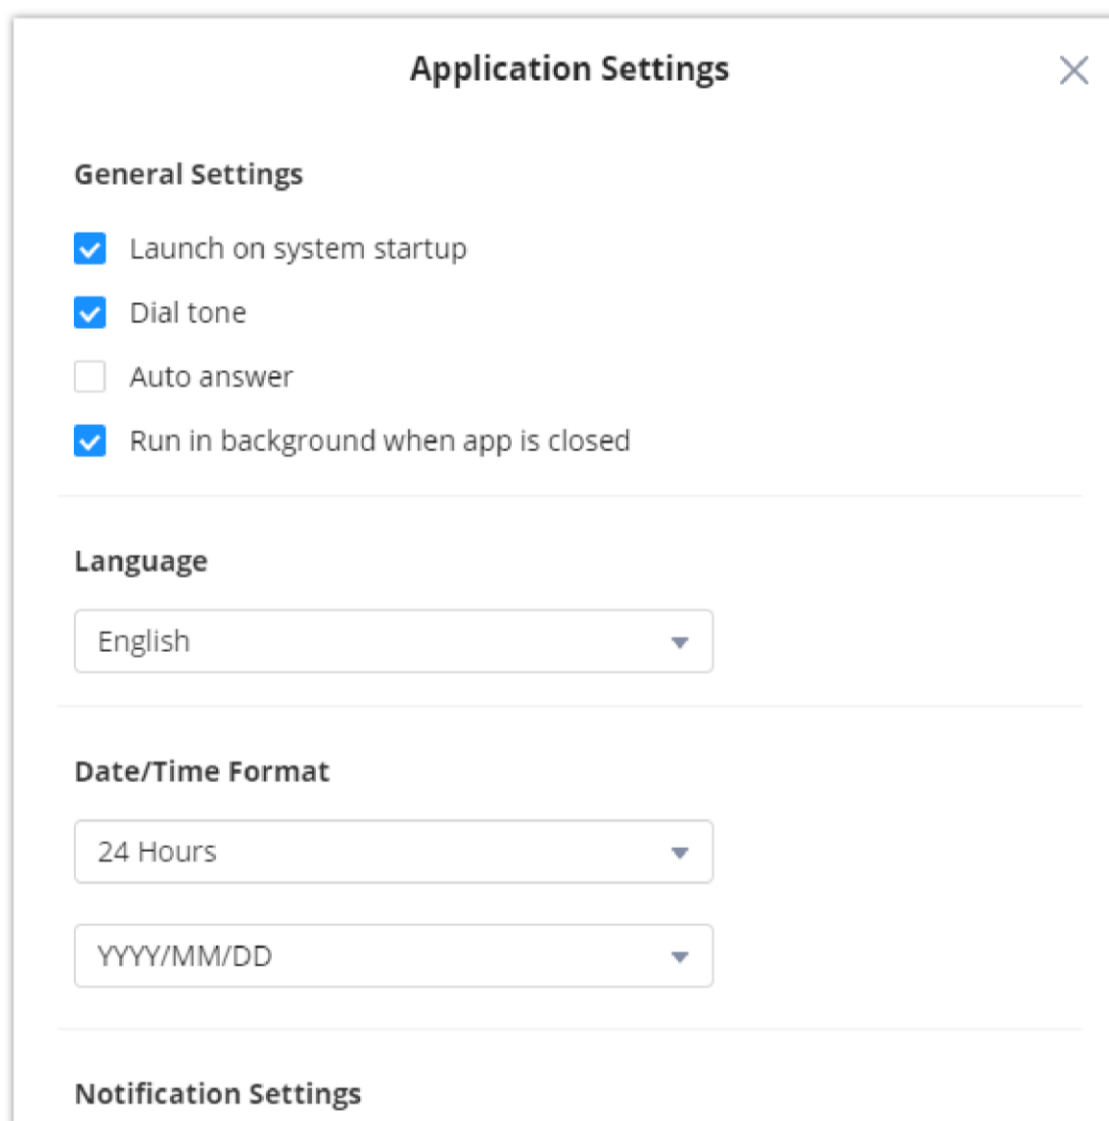 Application Settings
General Settings
Launch on system startup
Dial tone
Auto answer
Run in background when app is closed
Language
English
Date/Time Format
24 Hours
YYYY/MM/DD
Notification Settings